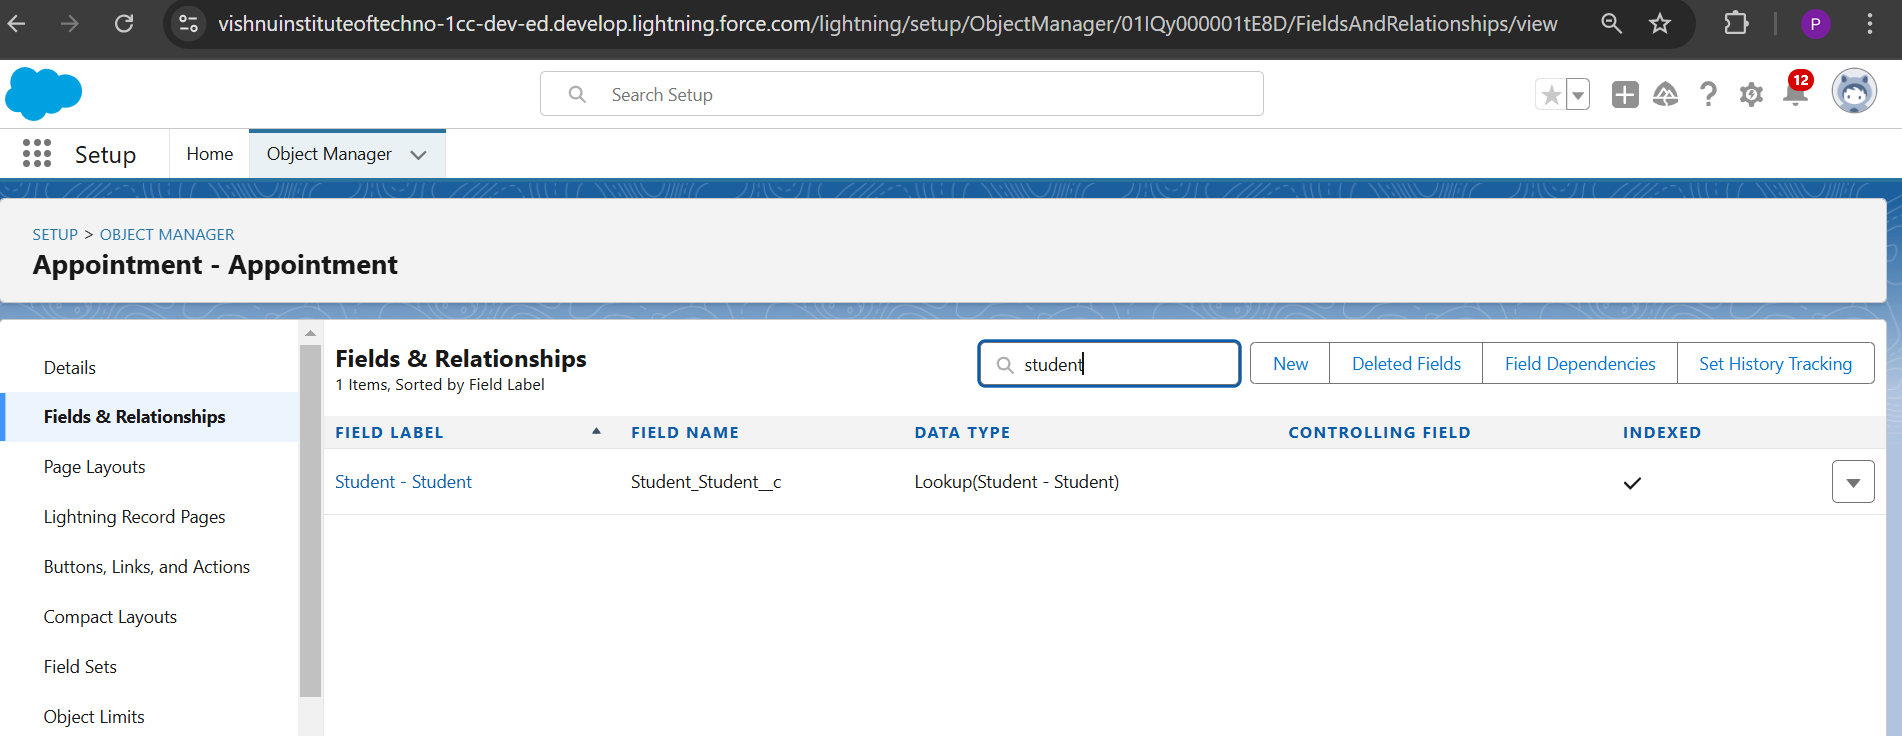 vishnuinstituteoftechno-1cc-dev-ed.develop.lightning.force.com/lightning/setup/ObjectManager/01IQy000001tE8D/FieldsAndRelationships/view
P
Search Setup
12
Setup
Home
Object Manager
SETUP > OBJECT MANAGER
Appointment - Appointment
Details
Fields & Relationships
Page Layouts
Lightning Record Pages
Buttons, Links, and Actions
Compact Layouts
Field Sets
Object Limits
Fields & Relationships
1 Items, Sorted by Field Label
student
New
Deleted Fields
Field Dependencies
Set History Tracking
FIELD LABEL FIELD NAME DATA TYPE CONTROLLING FIELD INDEXED
Student - Student Student_Student__c Lookup(Student - Student)